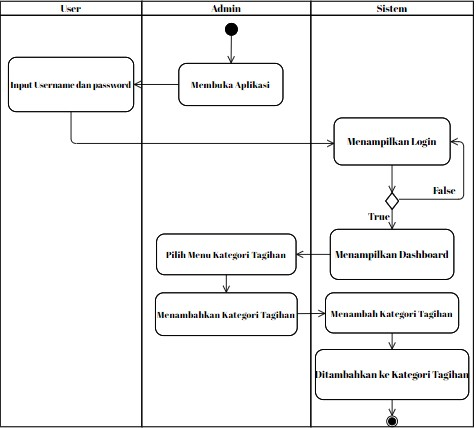 User
Admin
Sistem
Membuka Aplikasi
Input Username dan password
Menampilkan Login
False
True
Menampilkan Dashboard
Pilih Menu Kategori Tagihan
Menambahkan Kategori Tagihan
Menambah Kategori Tagihan
Ditambahkan ke Kategori Tagihan